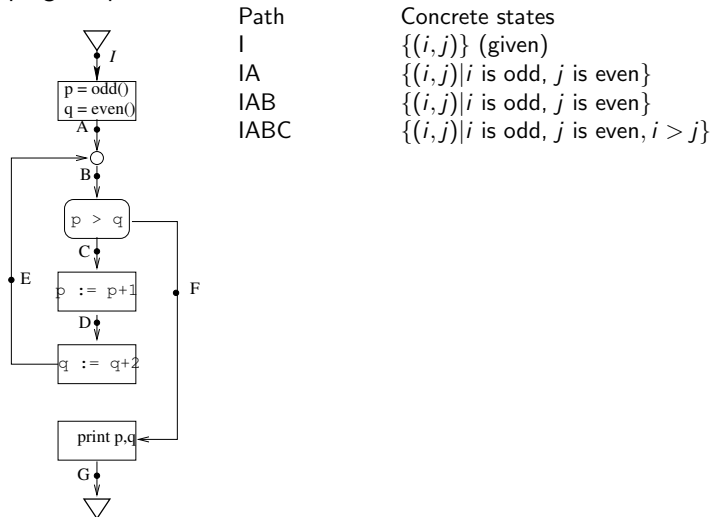 Path Concrete states
I {(i,j)} (given)
IA {(i,j)|i is odd, j is even}
IAB {(i,j)|i is odd, j is even}
IABC {(i,j)|i is odd, j is even, i > j}
I
p = odd()
q = even()
A
B
p > q
C
E
F
p := p+1
D
q := q+2
print p,q
G